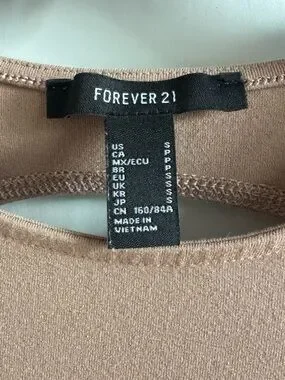 FOREVER 21
US S
CA P
MX/ECU P
BR P
EU S
UK S
KR S
JP S
CN 160/84A
MADE IN
VIETNAM